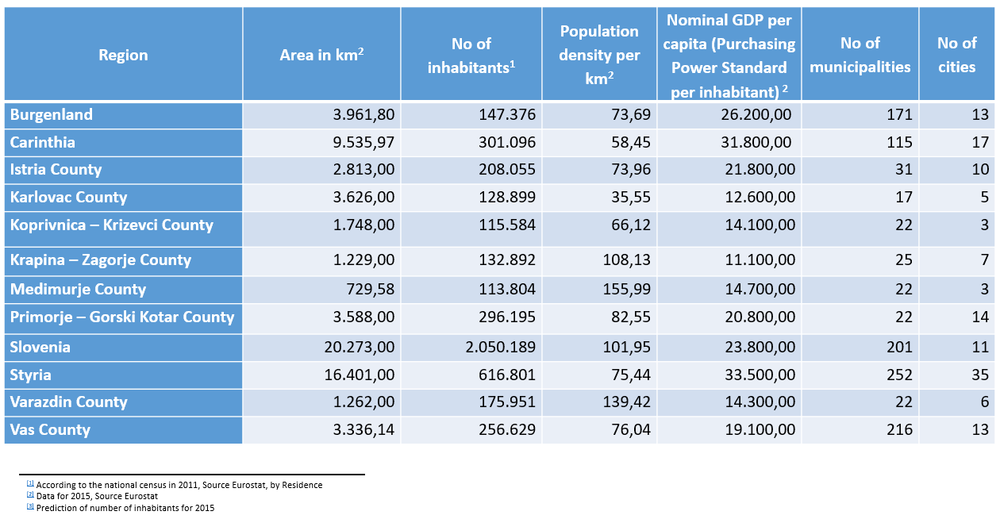 Region Area in km2 No of inhabitants1 Population density per km2 Nominal GDP per capita (Purchasing Power Standard per inhabitant) 2 No of municipalities No of cities
Burgenland 3.961,80 147.376 73,69 26.200,00 171 13
Carinthia 9.535,97 301.096 58,45 31.800,00 115 17
Istria County 2.813,00 208.055 73,96 21.800,00 31 10
Karlovac County 3.626,00 128.899 35,55 12.600,00 17 5
Koprivnica – Krizevci County 1.748,00 115.584 66,12 14.100,00 22 3
Krapina – Zagorje County 1.229,00 132.892 108,13 11.100,00 25 7
Medimurje County 729,58 113.804 155,99 14.700,00 22 3
Primorje – Gorski Kotar County 3.588,00 296.195 82,55 20.800,00 22 14
Slovenia 20.273,00 2.050.189 101,95 23.800,00 201 11
Styria 16.401,00 616.801 75,44 33.500,00 252 35
Varazdin County 1.262,00 175.951 139,42 14.300,00 22 6
Vas County 3.336,14 256.629 76,04 19.100,00 216 13
[1] According to the national census in 2011, Source Eurostat, by Residence
[2] Data for 2015, Source Eurostat
[3] Prediction of number of inhabitants for 2015